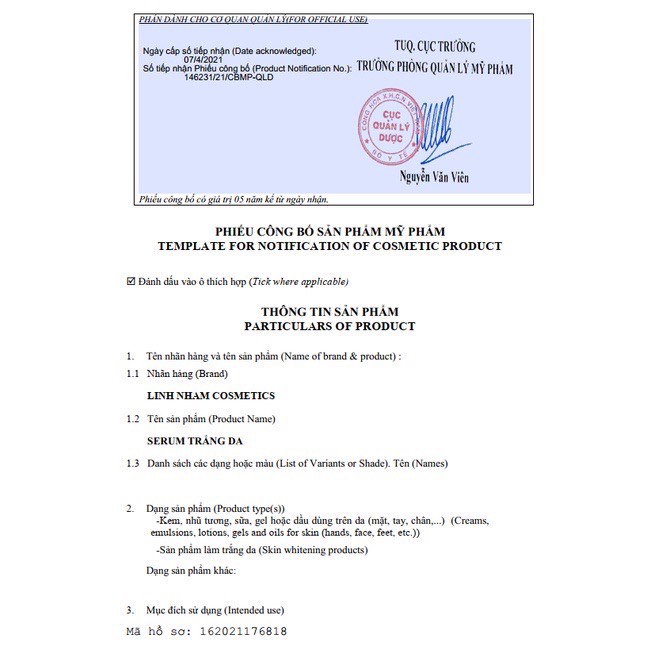 PHẦN DÀNH CHO CƠ QUAN QUẢN LÝ(FOR OFFICIAL USE)
Ngày cấp số tiếp nhận (Date acknowledged):
07/4/2021
Số tiếp nhận Phiếu công bố (Product Notification No.):
146231/21/CBMP-QLD
TUQ. CỤC TRƯỞNG
TRƯỞNG PHÒNG QUẢN LÝ MỸ PHẨM
CỘNG HÒA X.H.C.N VIỆT NAM
CỤC
QUẢN LÝ
DƯỢC
BỘ Y TẾ
Nguyễn Văn Viên
Phiếu công bố có giá trị 05 năm kể từ ngày nhận.
PHIẾU CÔNG BỐ SẢN PHẨM MỸ PHẨM
TEMPLATE FOR NOTIFICATION OF COSMETIC PRODUCT
☑ Đánh dấu vào ô thích hợp (Tick where applicable)
THÔNG TIN SẢN PHẨM
PARTICULARS OF PRODUCT
1. Tên nhãn hàng và tên sản phẩm (Name of brand & product) :
1.1 Nhãn hàng (Brand)
LINH NHAM COSMETICS
1.2 Tên sản phẩm (Product Name)
SERUM TRẮNG DA
1.3 Danh sách các dạng hoặc màu (List of Variants or Shade). Tên (Names)
2. Dạng sản phẩm (Product type(s))
-Kem, nhũ tương, sữa, gel hoặc dầu dùng trên da (mặt, tay, chân,...) (Creams,
emulsions, lotions, gels and oils for skin (hands, face, feet, etc.))
-Sản phẩm làm trắng da (Skin whitening products)
Dạng sản phẩm khác:
3. Mục đích sử dụng (Intended use)
Mã hồ sơ: 162021176818